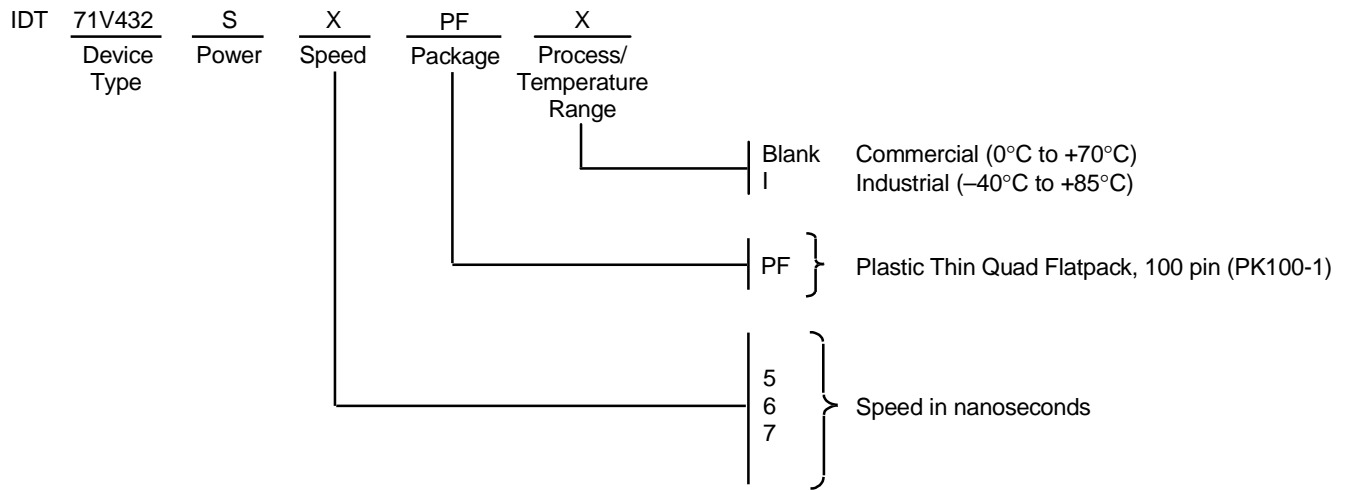 IDT 71V432 S X PF X
Device Type
Power
Speed
Package
Process/
Temperature
Range
Blank Commercial (0°C to +70°C)
I Industrial (–40°C to +85°C)
PF Plastic Thin Quad Flatpack, 100 pin (PK100-1)
5
6 Speed in nanoseconds
7